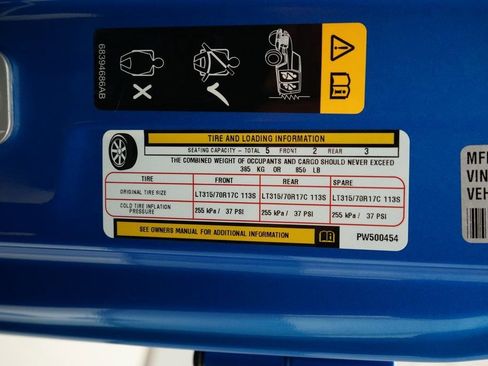 68394686AB
TIRE AND LOADING INFORMATION
SEATING CAPACITY - TOTAL 5 FRONT 2 REAR 3
THE COMBINED WEIGHT OF OCCUPANTS AND CARGO SHOULD NEVER EXCEED
385 KG OR 850 LB
TIRE FRONT REAR SPARE
ORIGINAL TIRE SIZE LT315/70R17C 113S LT315/70R17C 113S LT315/70R17C 113S
COLD TIRE INFLATION PRESSURE 255 kPa / 37 PSI 255 kPa / 37 PSI 255 kPa / 37 PSI
SEE OWNERS MANUAL FOR ADDITIONAL INFORMATION
PW500454
MF
VIN
VEH